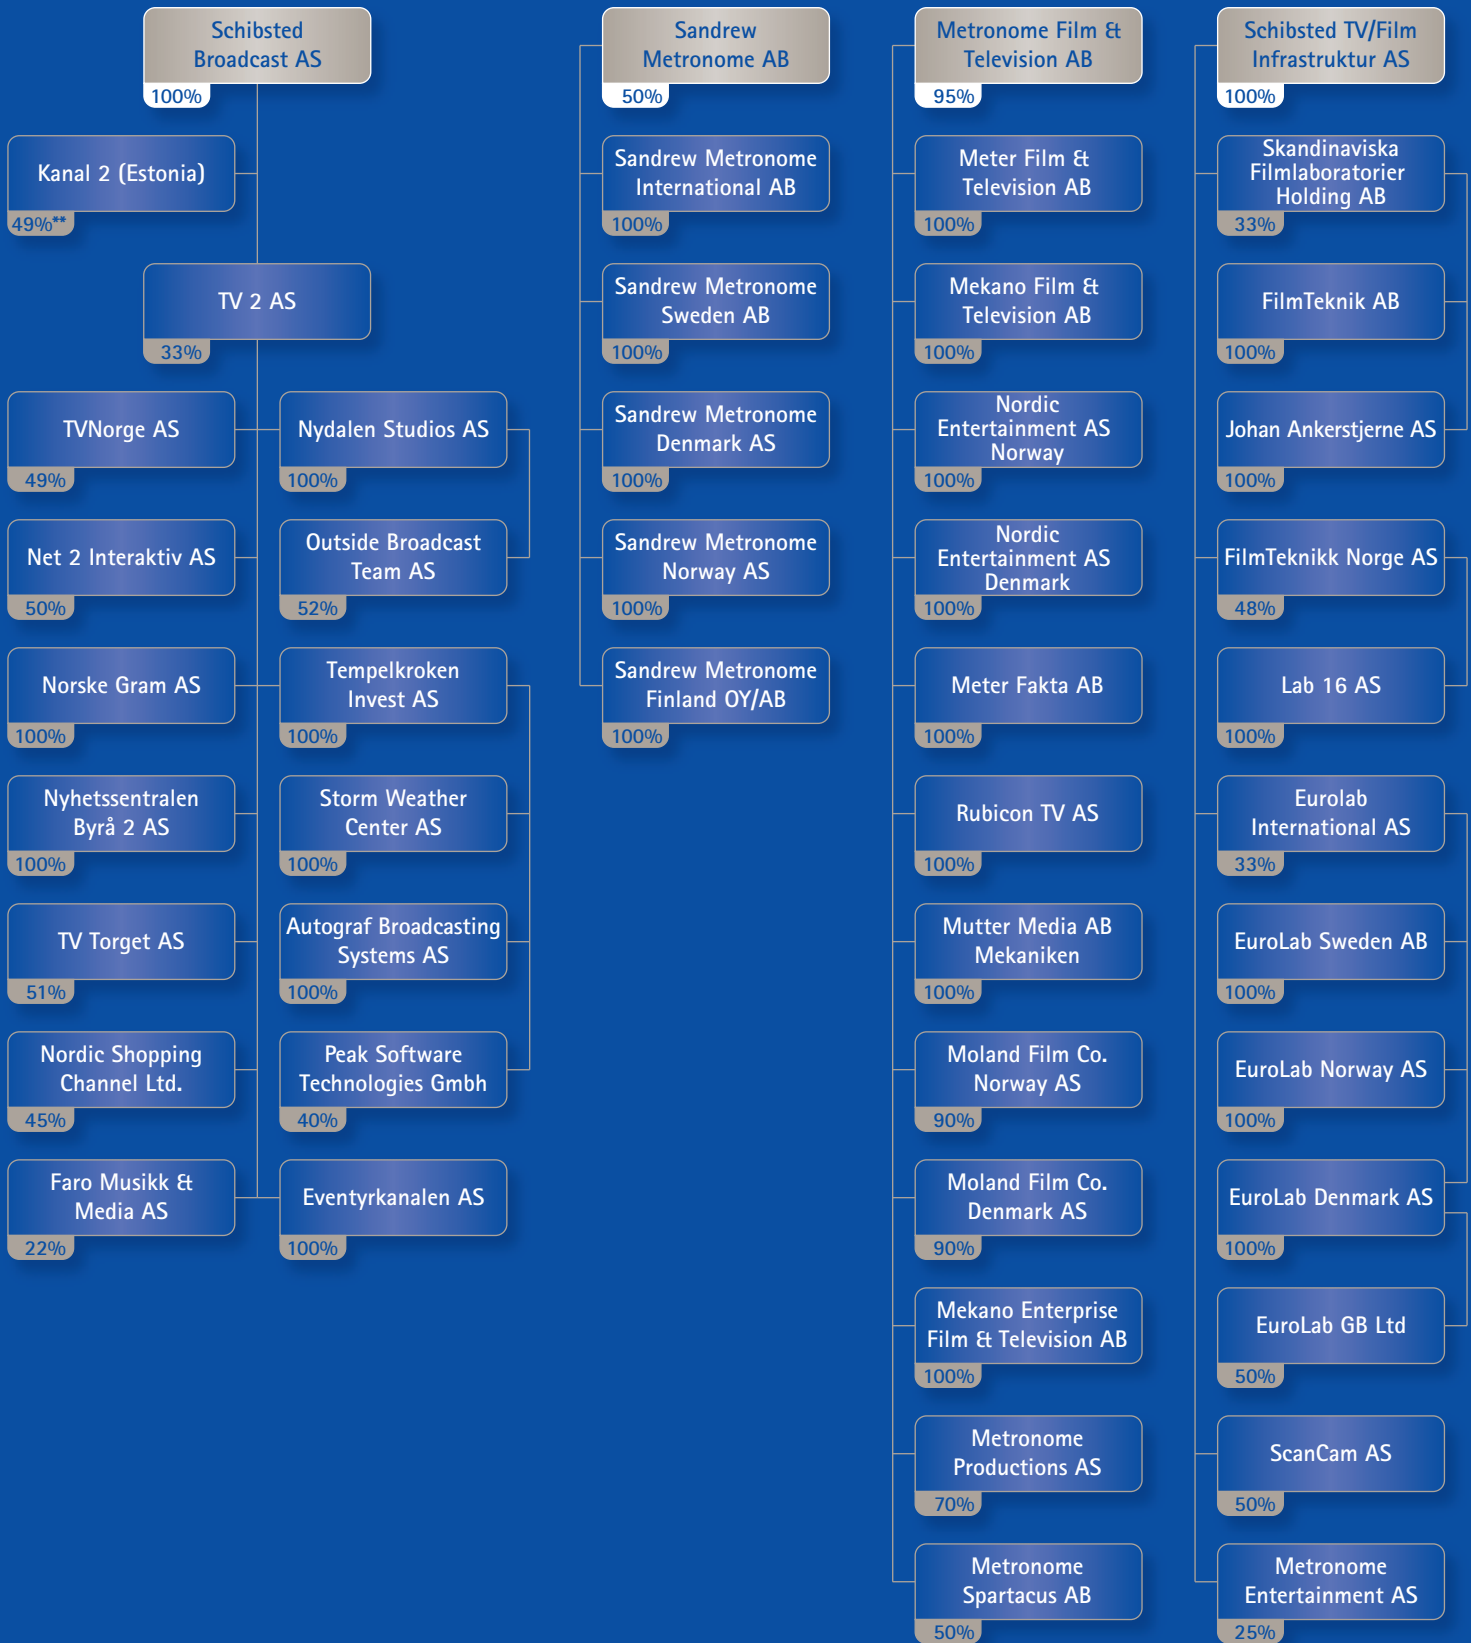 Schibsted
Broadcast AS
100%
Kanal 2 (Estonia)
49%**
TV 2 AS
33%
TVNorge AS
49%
Nydalen Studios AS
100%
Net 2 Interaktiv AS
50%
Outside Broadcast
Team AS
52%
Norske Gram AS
100%
Tempelkroken
Invest AS
100%
Nyhetssentralen
Byrå 2 AS
100%
Storm Weather
Center AS
100%
TV Torget AS
51%
Autograf Broadcasting
Systems AS
100%
Nordic Shopping
Channel Ltd.
45%
Peak Software
Technologies Gmbh
40%
Faro Musikk &
Media AS
22%
Eventyrkanalen AS
100%
Sandrew
Metronome AB
50%
Sandrew Metronome
International AB
100%
Sandrew Metronome
Sweden AB
100%
Sandrew Metronome
Denmark AS
100%
Sandrew Metronome
Norway AS
100%
Sandrew Metronome
Finland OY/AB
100%
Metronome Film &
Television AB
95%
Meter Film &
Television AB
100%
Mekano Film &
Television AB
100%
Nordic
Entertainment AS
Norway
100%
Nordic
Entertainment AS
Denmark
100%
Meter Fakta AB
100%
Rubicon TV AS
100%
Mutter Media AB
Mekaniken
100%
Moland Film Co.
Norway AS
90%
Moland Film Co.
Denmark AS
90%
Mekano Enterprise
Film & Television AB
100%
Metronome
Productions AS
70%
Metronome
Spartacus AB
50%
Schibsted TV/Film
Infrastruktur AS
100%
Skandinaviska
Filmlaboratorier
Holding AB
33%
FilmTeknik AB
100%
Johan Ankerstjerne AS
100%
FilmTeknikk Norge AS
48%
Lab 16 AS
100%
Eurolab
International AS
33%
EuroLab Sweden AB
100%
EuroLab Norway AS
100%
EuroLab Denmark AS
100%
EuroLab GB Ltd
50%
ScanCam AS
50%
Metronome
Entertainment AS
25%